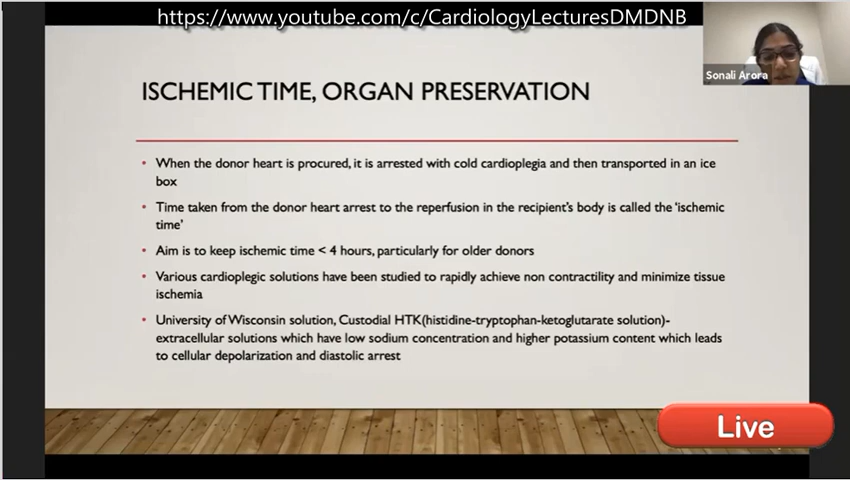 https://www.youtube.com/c/CardiologyLecturesDMDNB
Sonali Arora
ISCHEMIC TIME, ORGAN PRESERVATION
• When the donor heart is procured, it is arrested with cold cardioplegia and then transported in an ice
box
• Time taken from the donor heart arrest to the reperfusion in the recipient's body is called the 'ischemic
time'
• Aim is to keep ischemic time < 4 hours, particularly for older donors
• Various cardioplegic solutions have been studied to rapidly achieve non contractility and minimize tissue
ischemia
• University of Wisconsin solution, Custodial HTK(histidine-tryptophan-ketoglutarate solution)-
extracellular solutions which have low sodium concentration and higher potassium content which leads
to cellular depolarization and diastolic arrest
Live